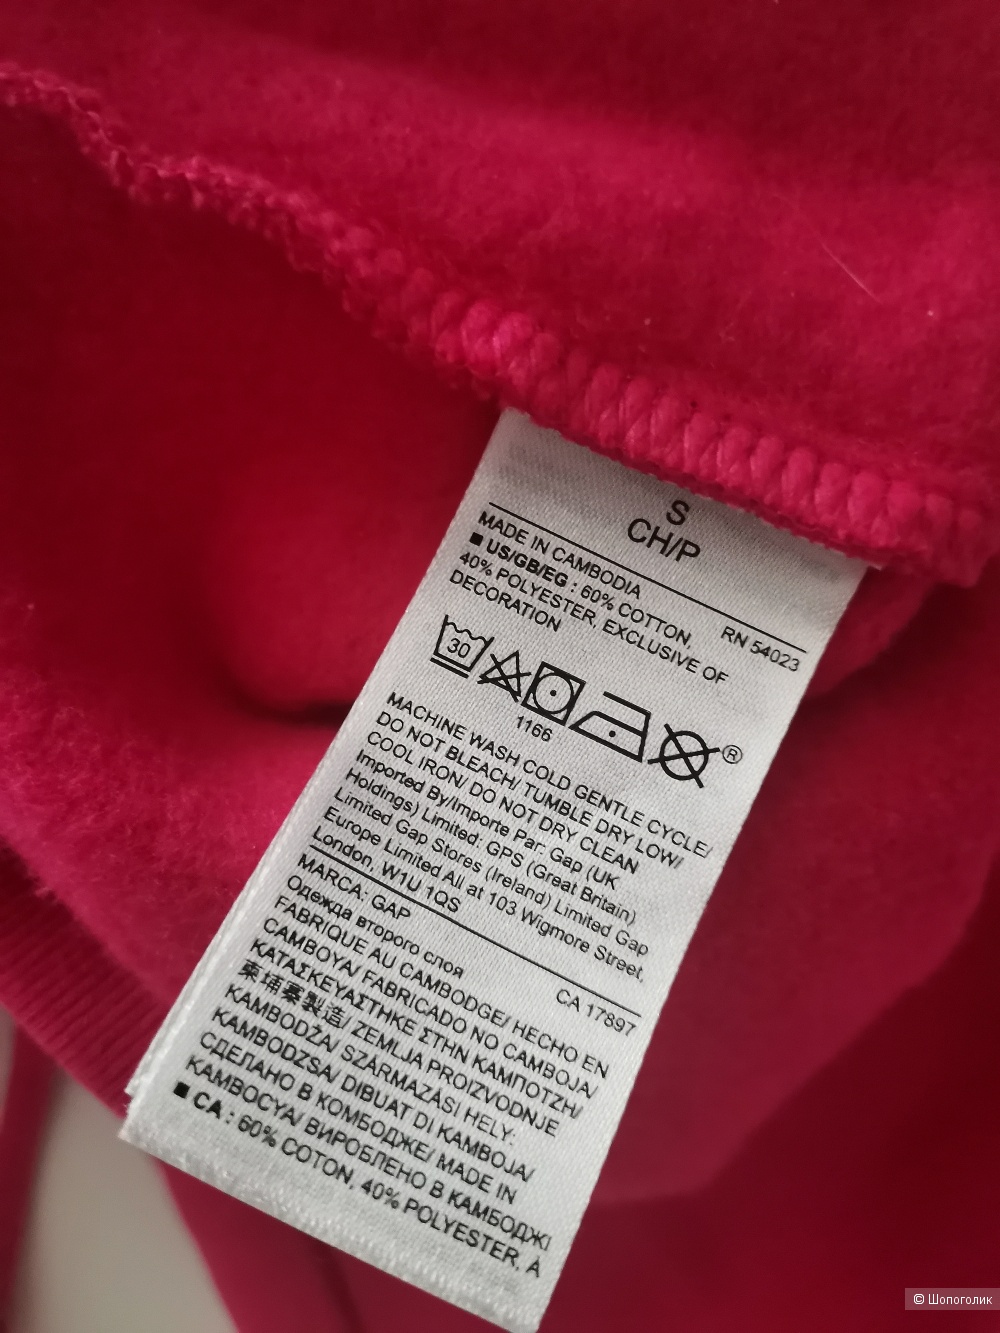 S
CH/P
MADE IN CAMBODIA
RN 54023
■ US/GB/EG : 60% COTTON,
40% POLYESTER, EXCLUSIVE OF
DECORATION
30
1166
®
MACHINE WASH COLD GENTLE CYCLE/
DO NOT BLEACH/ TUMBLE DRY LOW/
COOL IRON/ DO NOT DRY CLEAN
Imported By/Importe Par: Gap (UK
Holdings) Limited: GPS (Great Britain)
Limited Gap Stores (Ireland) Limited Gap
Europe Limited All at 103 Wigmore Street,
London, W1U 1QS
CA 17897
MARCA: GAP
Одежда второго слоя
FABRIQUE AU CAMBODGE/ HECHO EN
CAMBOYA/ FABRICADO NO CAMBOJA/
ΚΑΤΑΣΚΕΥΑΣΤΗΚΕ ΣΤΗΝ ΚΑΜΠΟΤΖΗ/
柬埔寨製造/ ZEMLJA PROIZVODNJE
KAMBODŽA/ SZÁRMAZÁSI HELY:
KAMBODZSA/ DIBUAT DI KAMBOJA/
СДЕЛАНО В КОМБОДЖЕ/ MADE IN
KAMBOCYA/ ВИРОБЛЕНО В КАМБОДЖІ
■ CA : 60% COTON, 40% POLYESTER, À
© Шопоголик